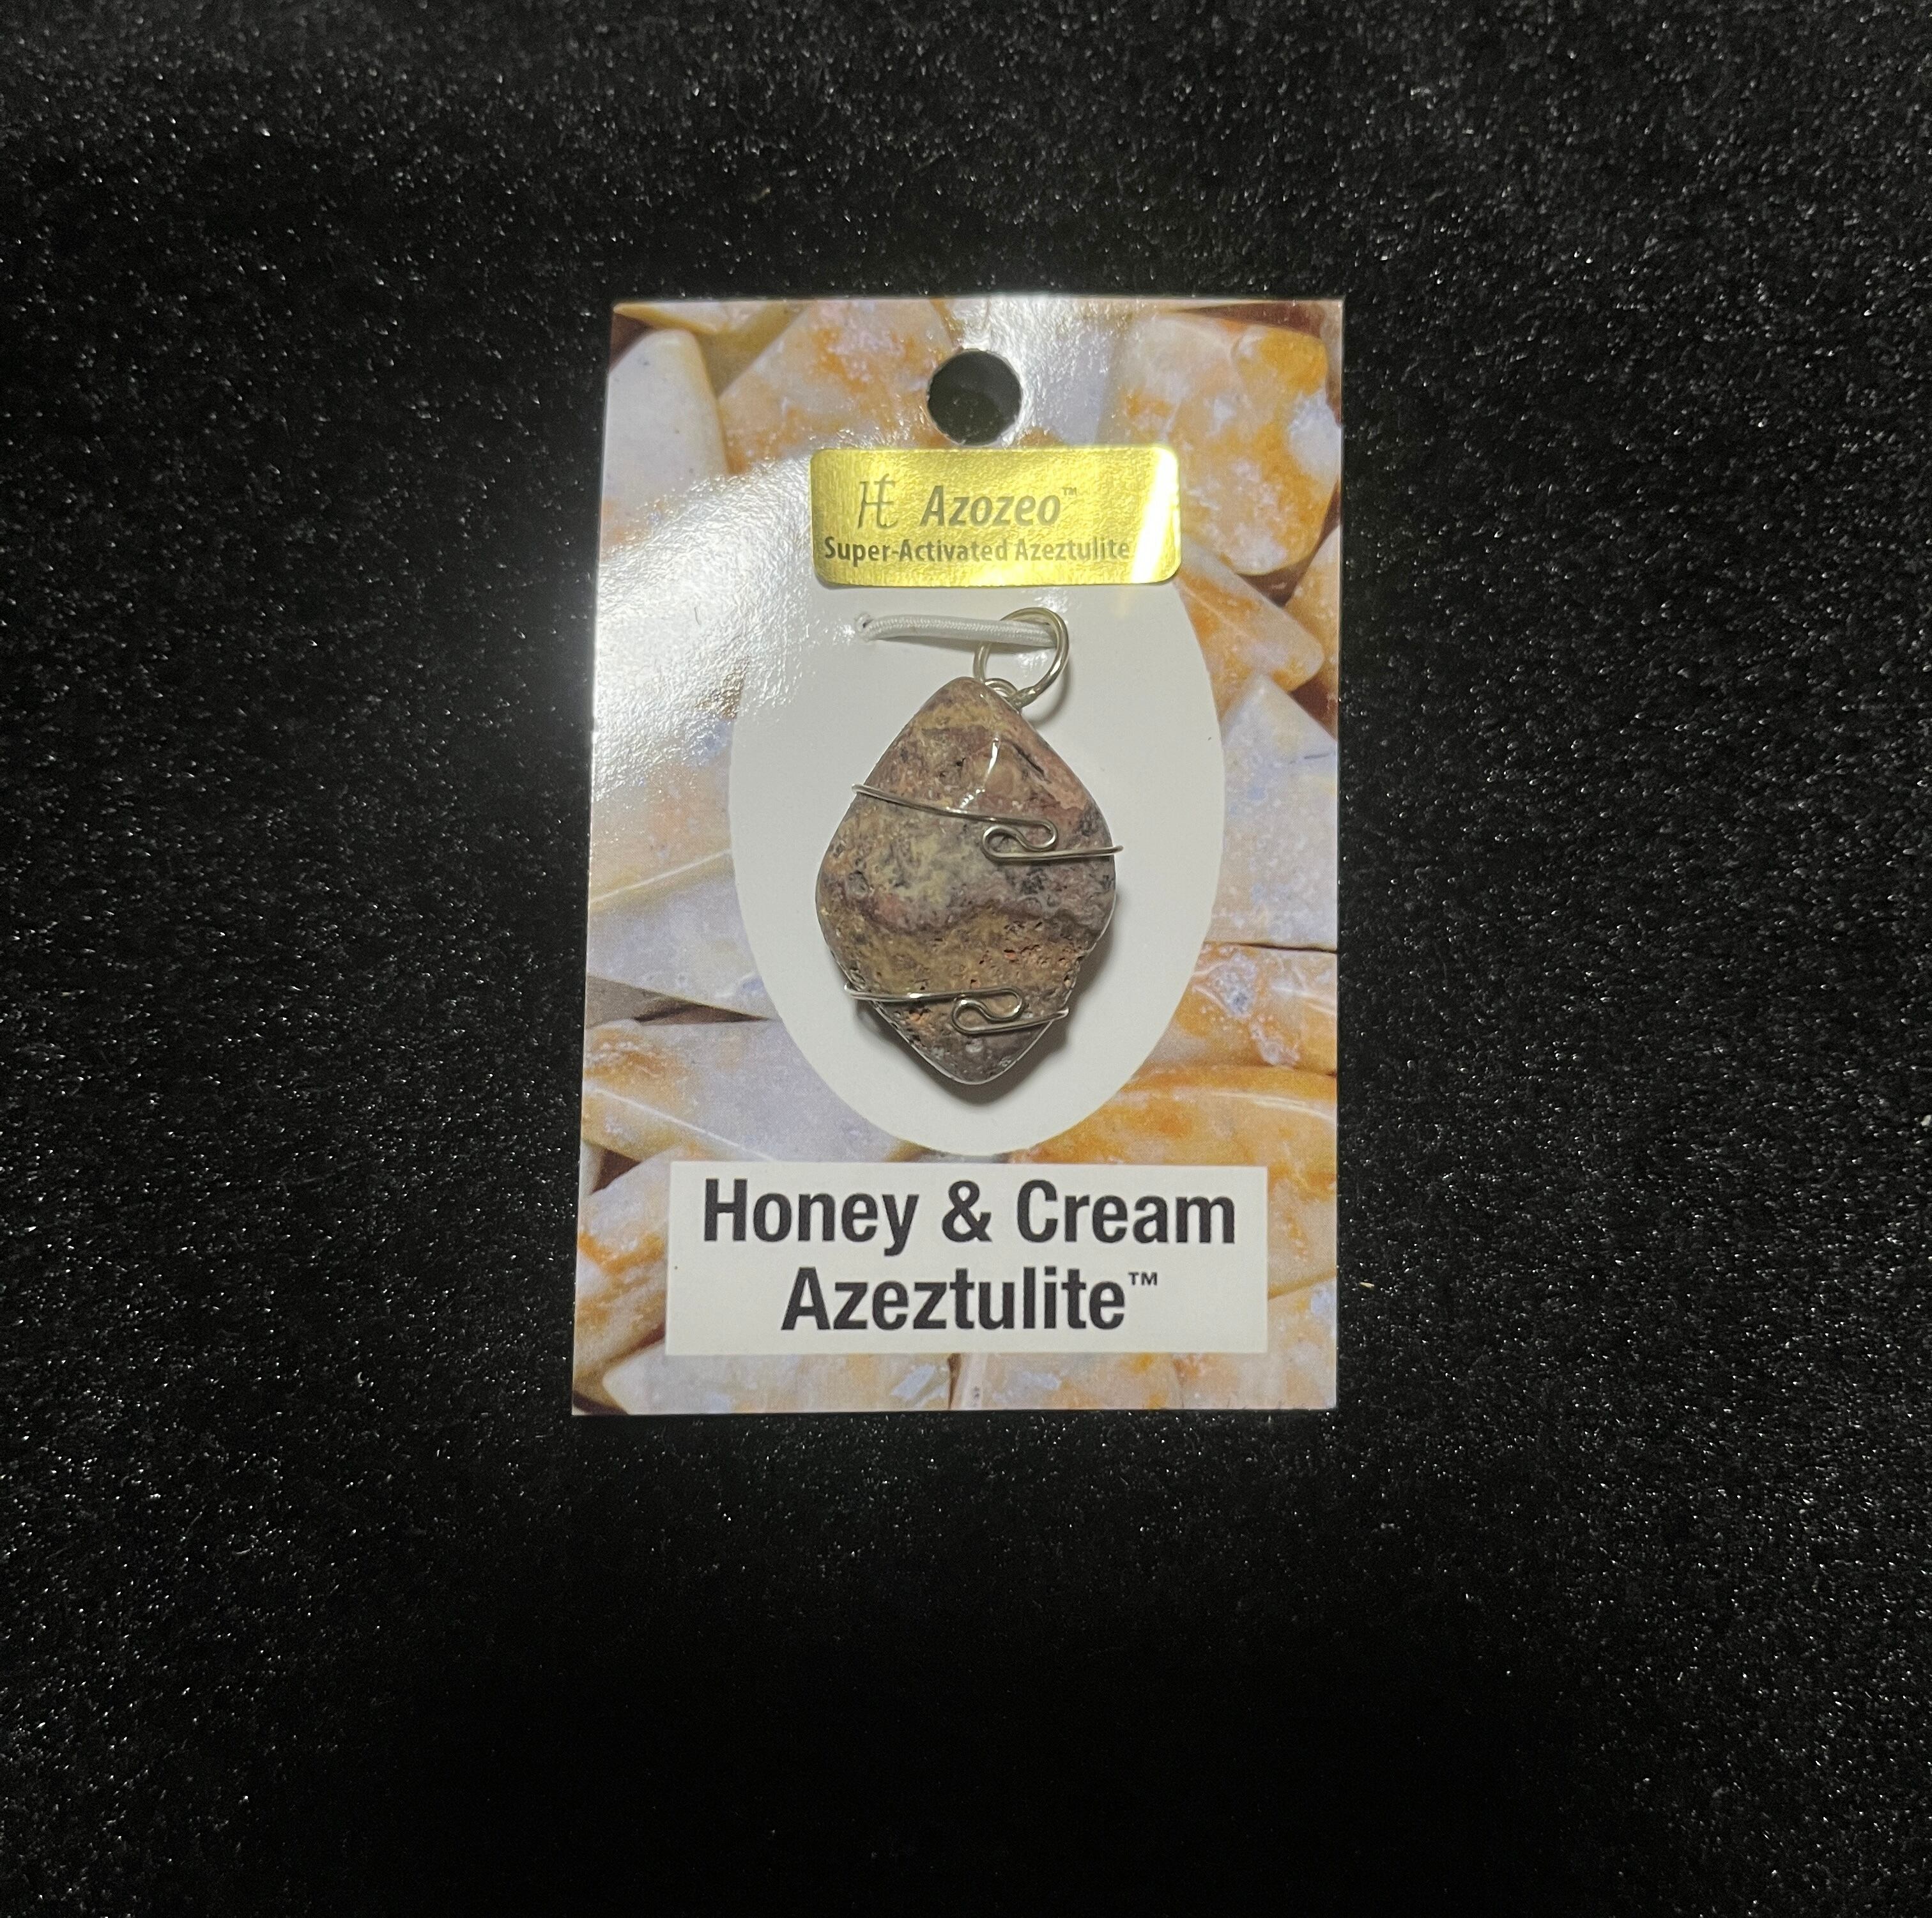 Azozeo™
Super-Activated Azeztulite
Honey & Cream
Azeztulite™